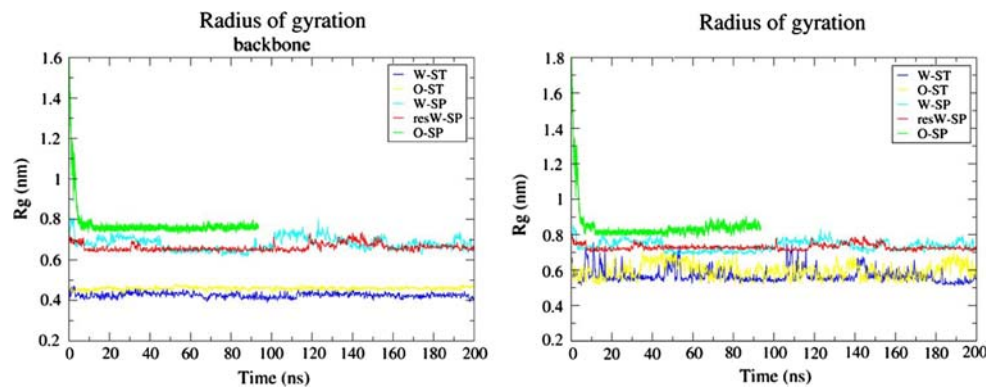 Radius of gyration
backbone
1.6
1.4
1.2
1
0.8
0.6
0.4
0.2
Rg (nm)
W-ST
O-ST
W-SP
resW-SP
O-SP
0 20 40 60 80 100 120 140 160 180 200
Time (ns)
Radius of gyration
1.8
1.6
1.4
1.2
1
0.8
0.6
0.4
0.2
Rg (nm)
W-ST
O-ST
W-SP
resW-SP
O-SP
0 20 40 60 80 100 120 140 160 180 200
Time (ns)